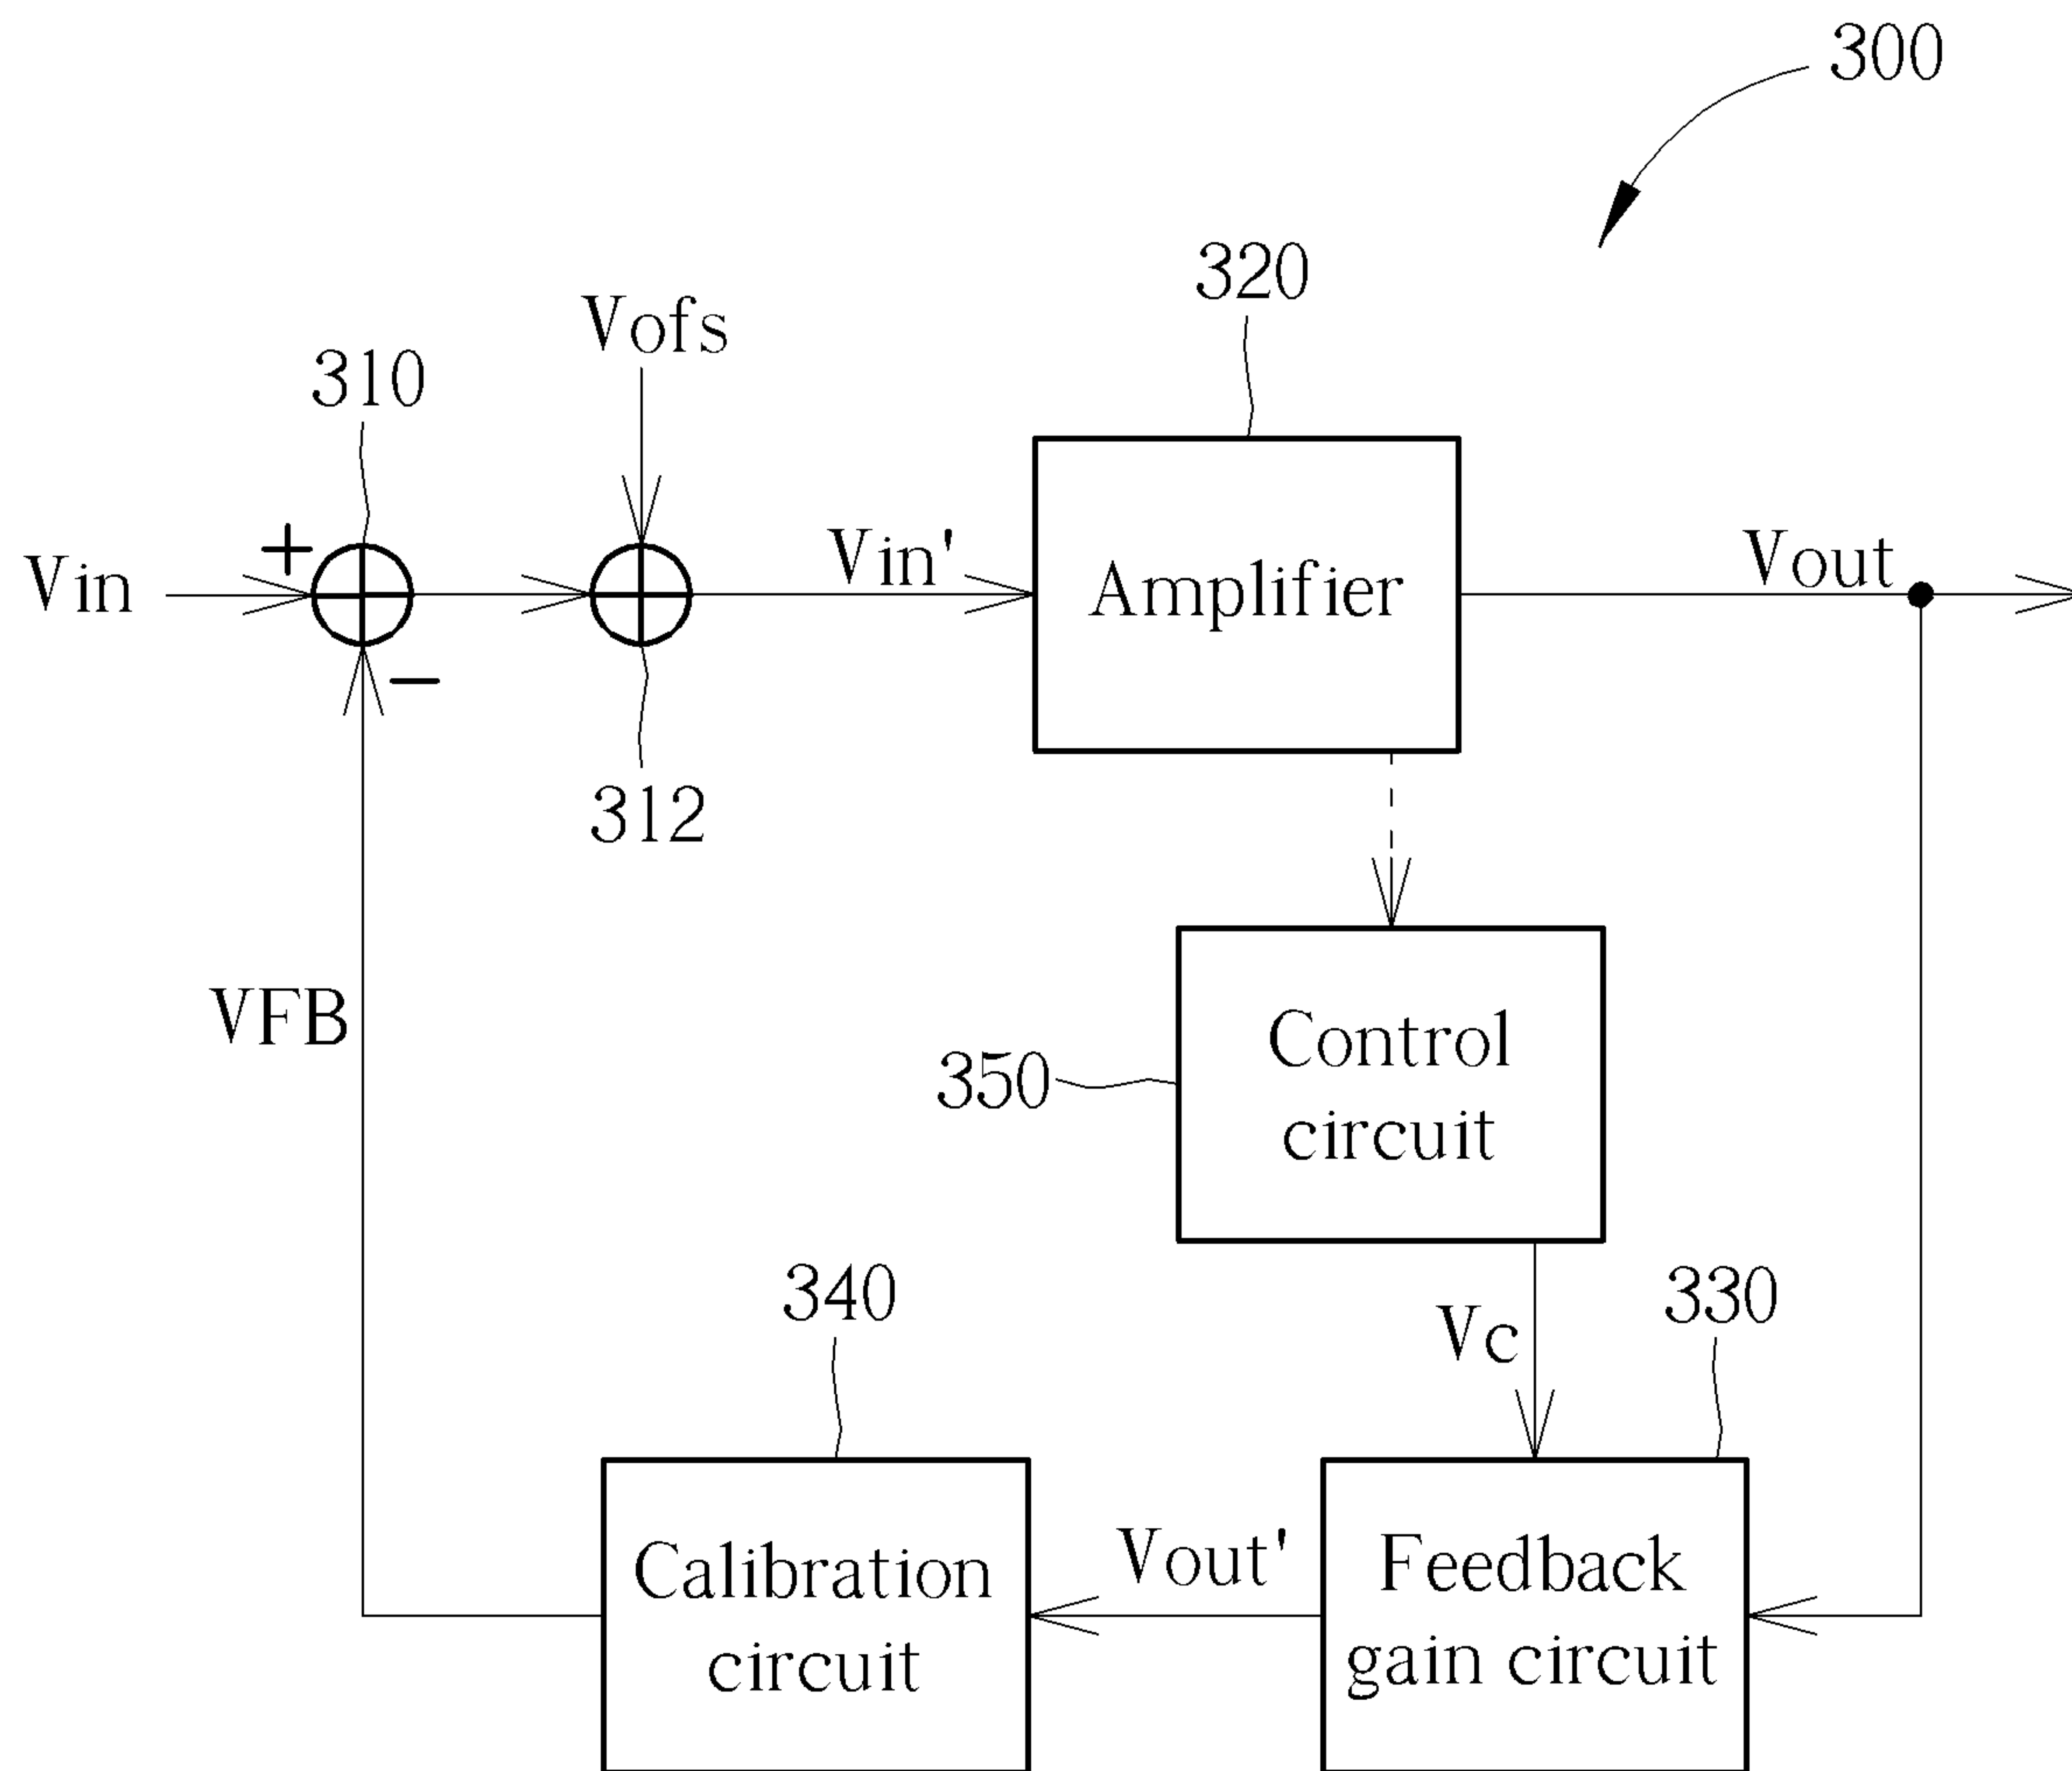 300
320
Vofs
310
+
Vin
Vin'
Amplifier
Vout
−
312
VFB
Control
circuit
350
340
330
Vc
Vout'
Calibration
circuit
Feedback
gain circuit